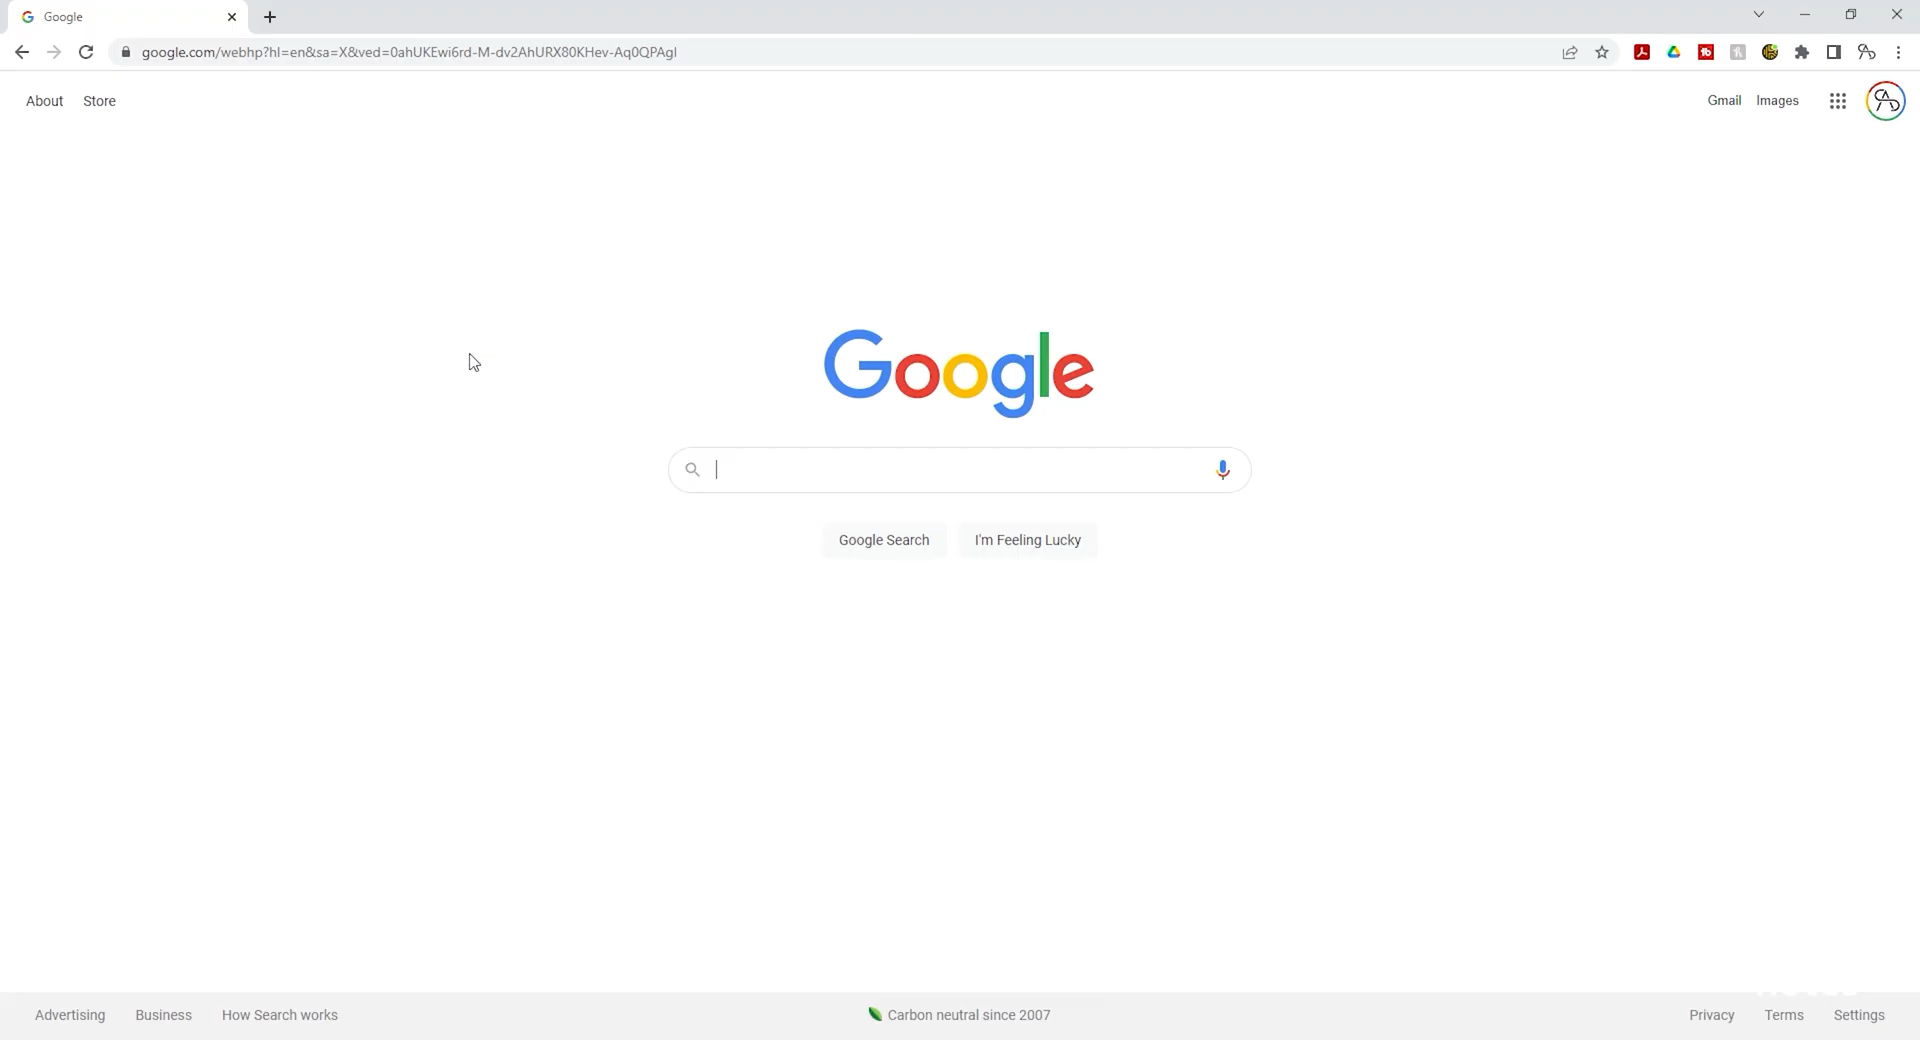 Google
google.com/webhp?hl=en&sa=X&ved=0ahUKEwi6rd-M-dv2AhURX80KHev-Aq0QPAgI
About Store Gmail Images
Google
Google Search I'm Feeling Lucky
Advertising Business How Search works Carbon neutral since 2007 Privacy Terms Settings